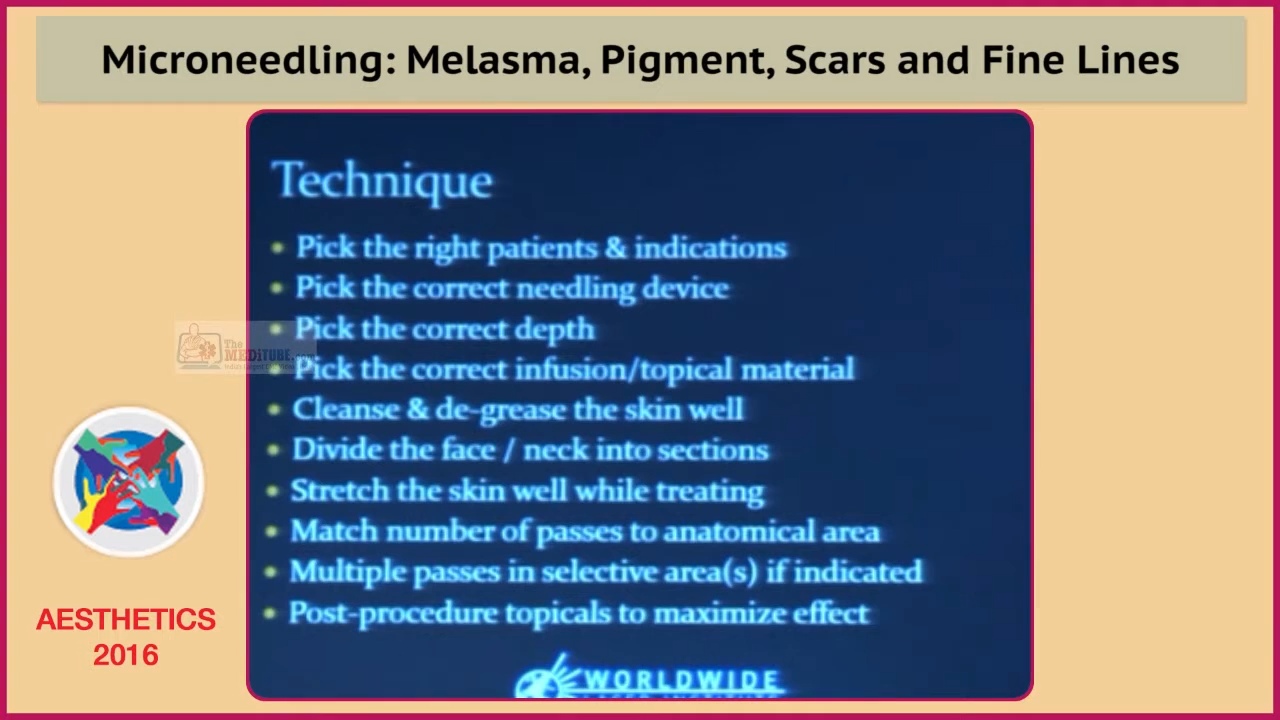 Microneedling: Melasma, Pigment, Scars and Fine Lines
Technique
• Pick the right patients & indications
• Pick the correct needling device
• Pick the correct depth
• Pick the correct infusion/topical material
• Cleanse & de-grease the skin well
• Divide the face / neck into sections
• Stretch the skin well while treating
• Match number of passes to anatomical area
• Multiple passes in selective area(s) if indicated
• Post-procedure topicals to maximize effect
The
MEDiTUBE.com
AESTHETICS
2016
WORLDWIDE